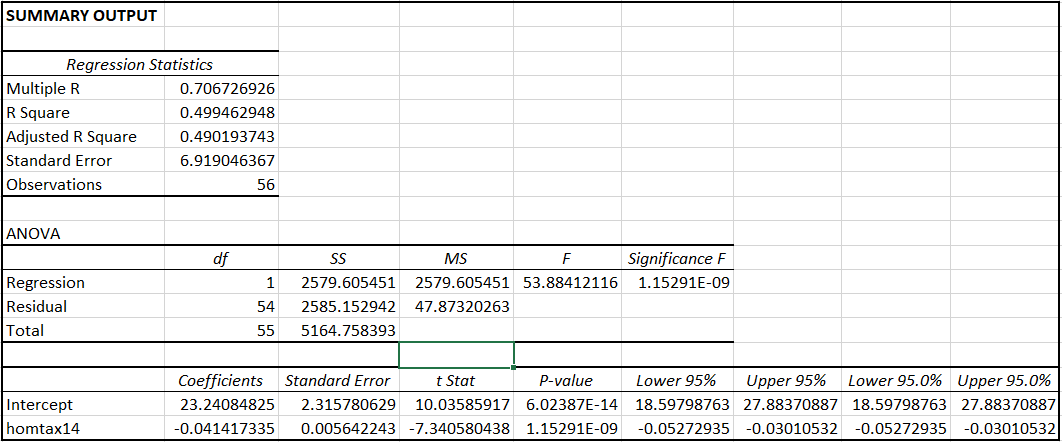 SUMMARY OUTPUT
Regression Statistics
Multiple R 0.706726926
R Square 0.499462948
Adjusted R Square 0.490193743
Standard Error 6.919046367
Observations 56
ANOVA
df SS MS F Significance F
Regression 1 2579.605451 2579.605451 53.88412116 1.15291E-09
Residual 54 2585.152942 47.87320263
Total 55 5164.758393
Coefficients Standard Error t Stat P-value Lower 95% Upper 95% Lower 95.0% Upper 95.0%
Intercept 23.24084825 2.315780629 10.03585917 6.02387E-14 18.59798763 27.88370887 18.59798763 27.88370887
homtax14 -0.041417335 0.005642243 -7.340580438 1.15291E-09 -0.05272935 -0.03010532 -0.05272935 -0.03010532